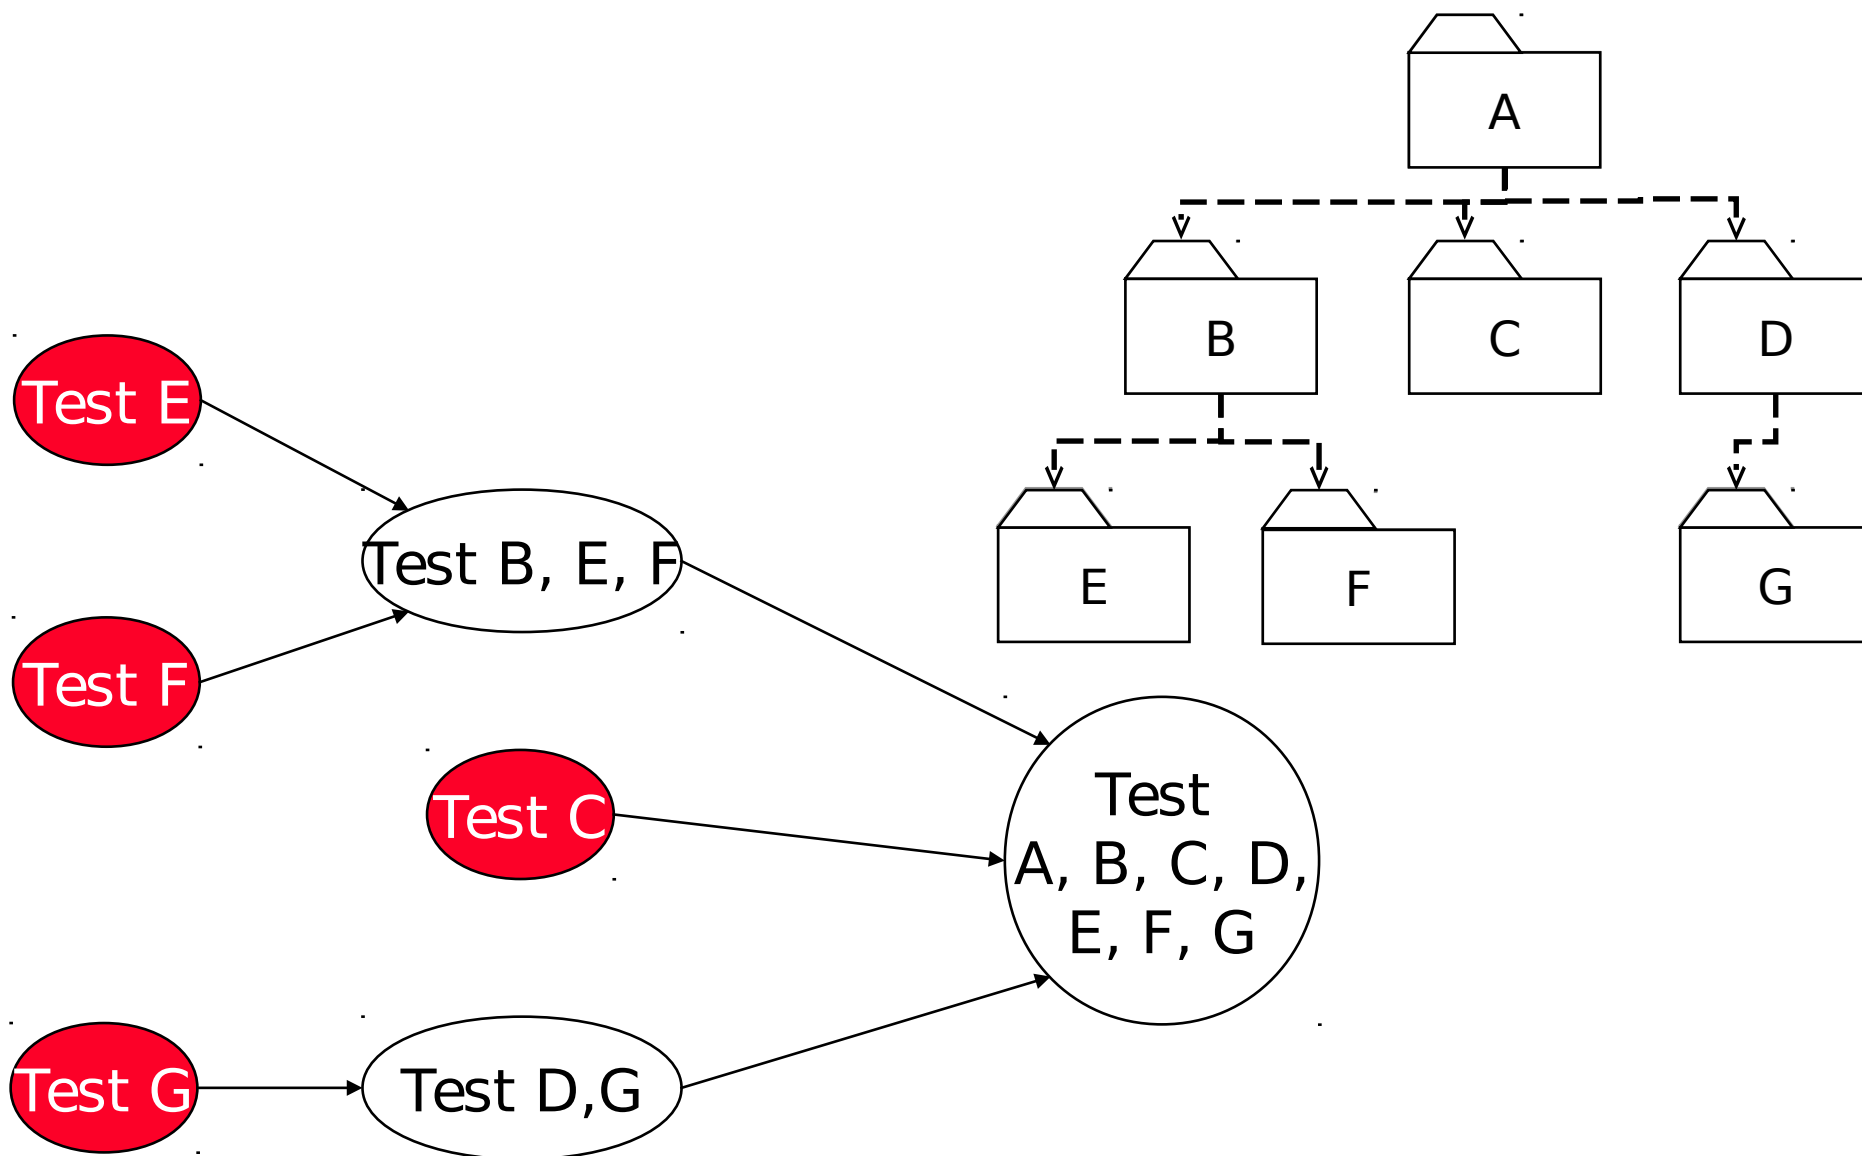 A
B
C
D
E
F
G
Test E
Test B, E, F
Test F
Test C
Test
A, B, C, D,
E, F, G
Test G
Test D,G